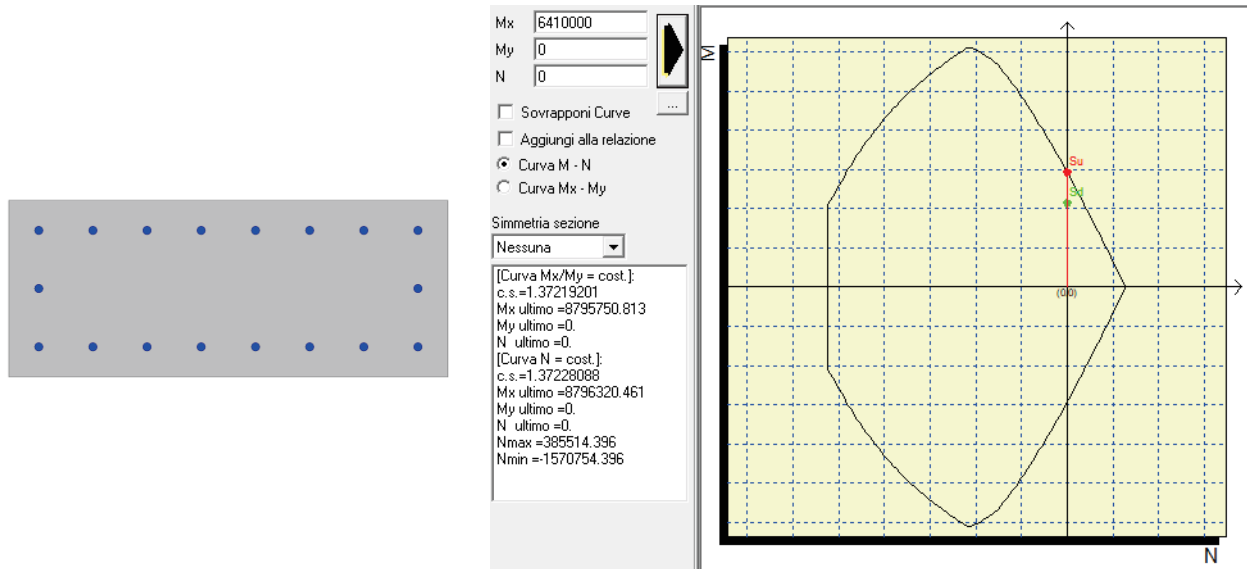 Mx 6410000
My 0
N 0
...
Sovrapponi Curve
Aggiungi alla relazione
Curva M - N
Curva Mx - My
Simmetria sezione
Nessuna
[Curva Mx/My = cost.]:
c.s.=1.37219201
Mx ultimo =8795750.813
My ultimo =0.
N ultimo =0.
[Curva N = cost.]:
c.s.=1.37228088
Mx ultimo =8796320.461
My ultimo =0.
N ultimo =0.
Nmax =385514.396
Nmin =-1570754.396
M
Su
Sd
(0.0)
N